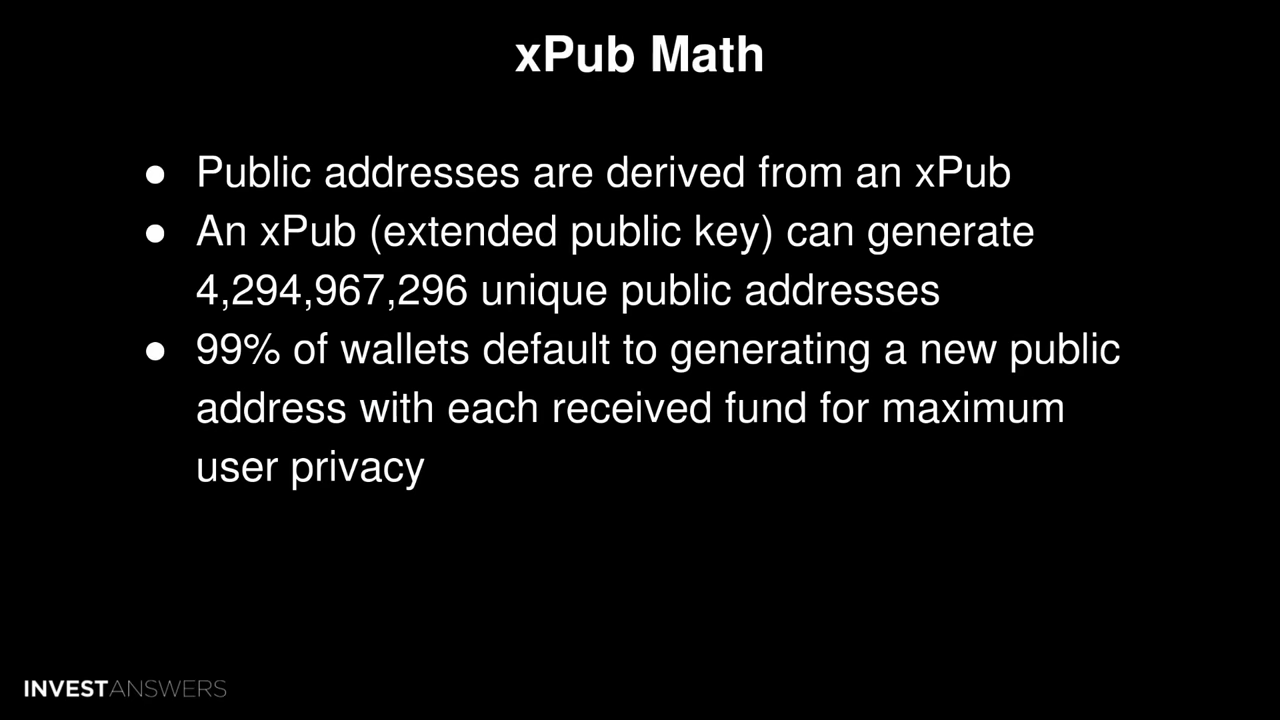 xPub Math
● Public addresses are derived from an xPub
● An xPub (extended public key) can generate
4,294,967,296 unique public addresses
● 99% of wallets default to generating a new public
address with each received fund for maximum
user privacy
INVESTANSWERS